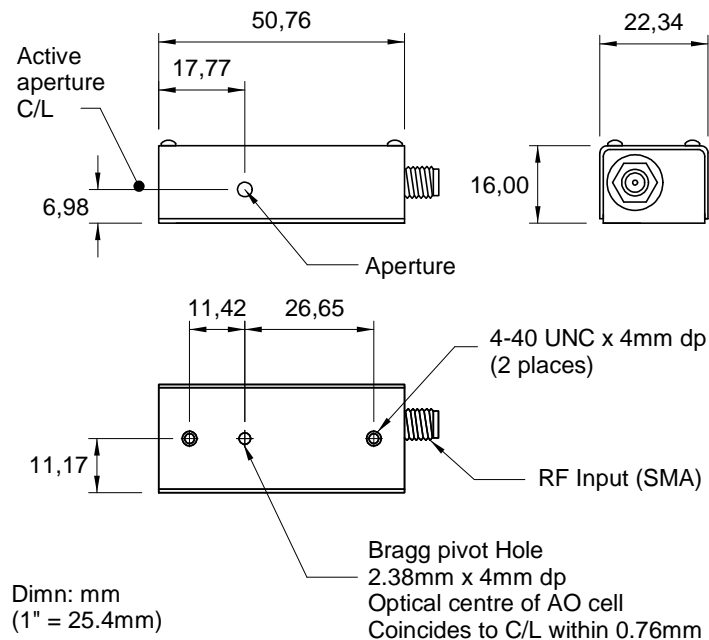 50,76
22,34
Active
aperture
C/L
17,77
16,00
6,98
Aperture
11,42
26,65
4-40 UNC x 4mm dp
(2 places)
11,17
RF Input (SMA)
Bragg pivot Hole
2.38mm x 4mm dp
Optical centre of AO cell
Coincides to C/L within 0.76mm
Dimn: mm
(1" = 25.4mm)